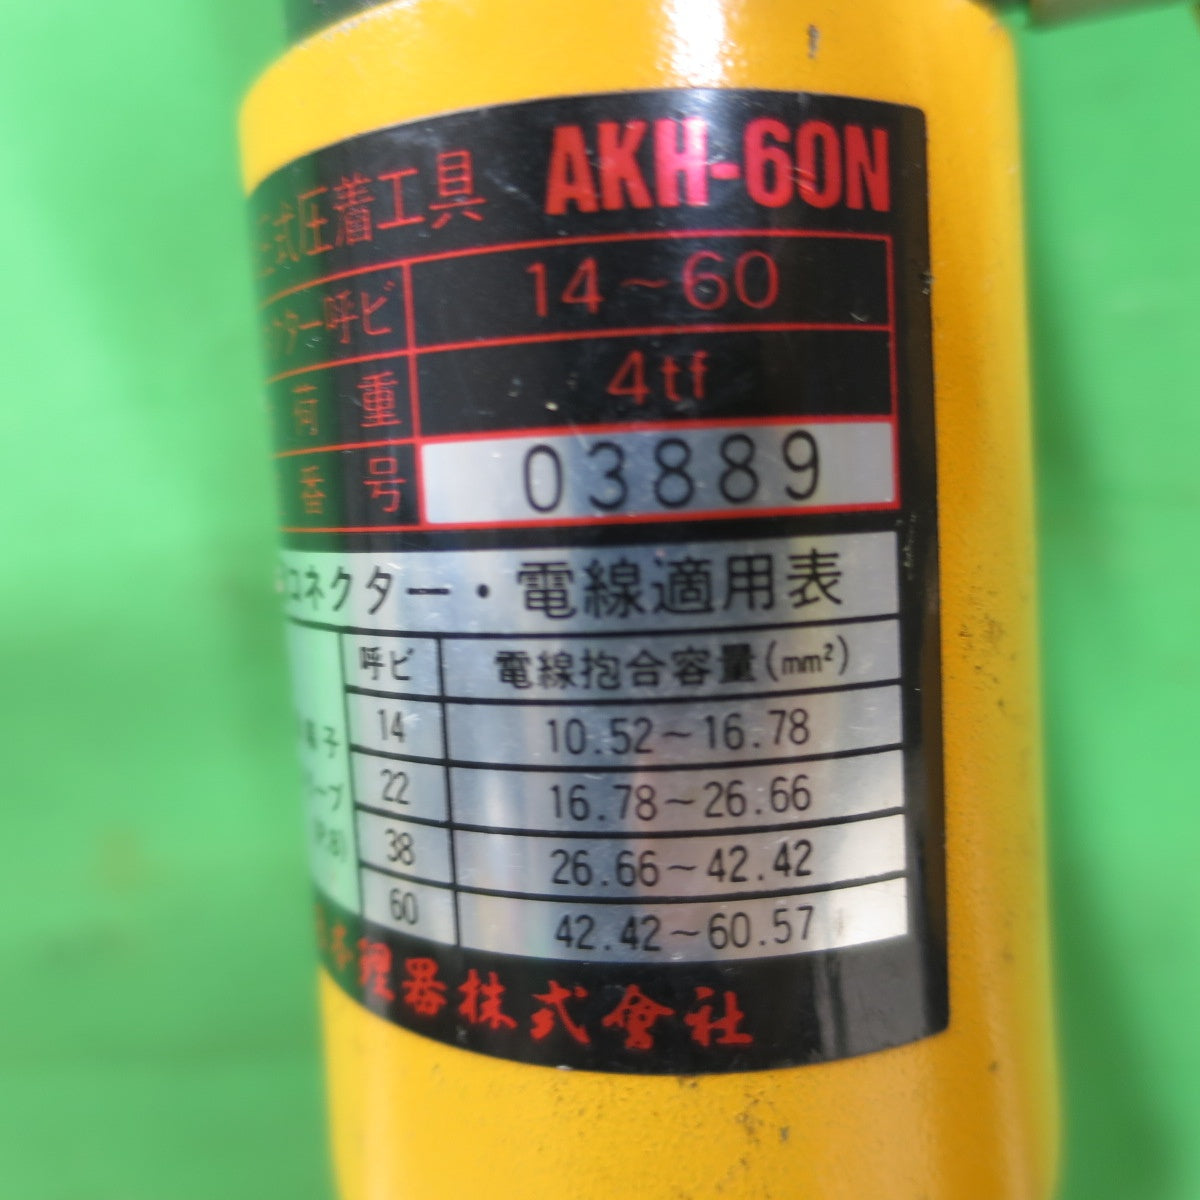 圧式圧着工具 AKH-60N
クター呼ビ 14～60
荷重 4tf
番号 03889
コネクター・電線適用表
呼ビ 電線抱合容量(mm²)
14 10.52～16.78
子
22 16.78～26.66
ーブ
38 26.66～42.42
(P.B)
60 42.42～60.57
理器株式會社